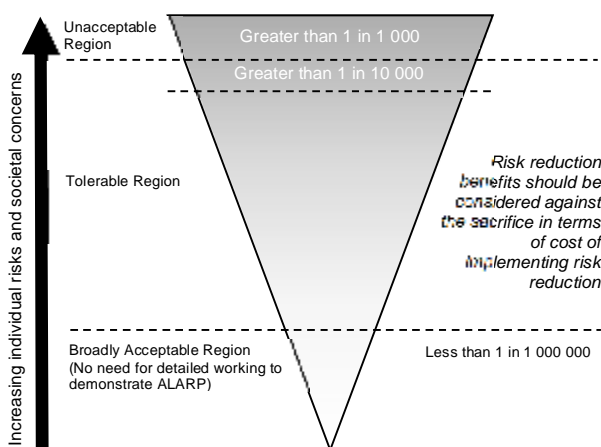 Unacceptable
Region
Greater than 1 in 1 000
Greater than 1 in 10 000
Tolerable Region
Risk reduction
benefits should be
considered against
the sacrifice in terms
of cost of
implementing risk
reduction
Broadly Acceptable Region
(No need for detailed working to
demonstrate ALARP)
Less than 1 in 1 000 000
Increasing individual risks and societal concerns